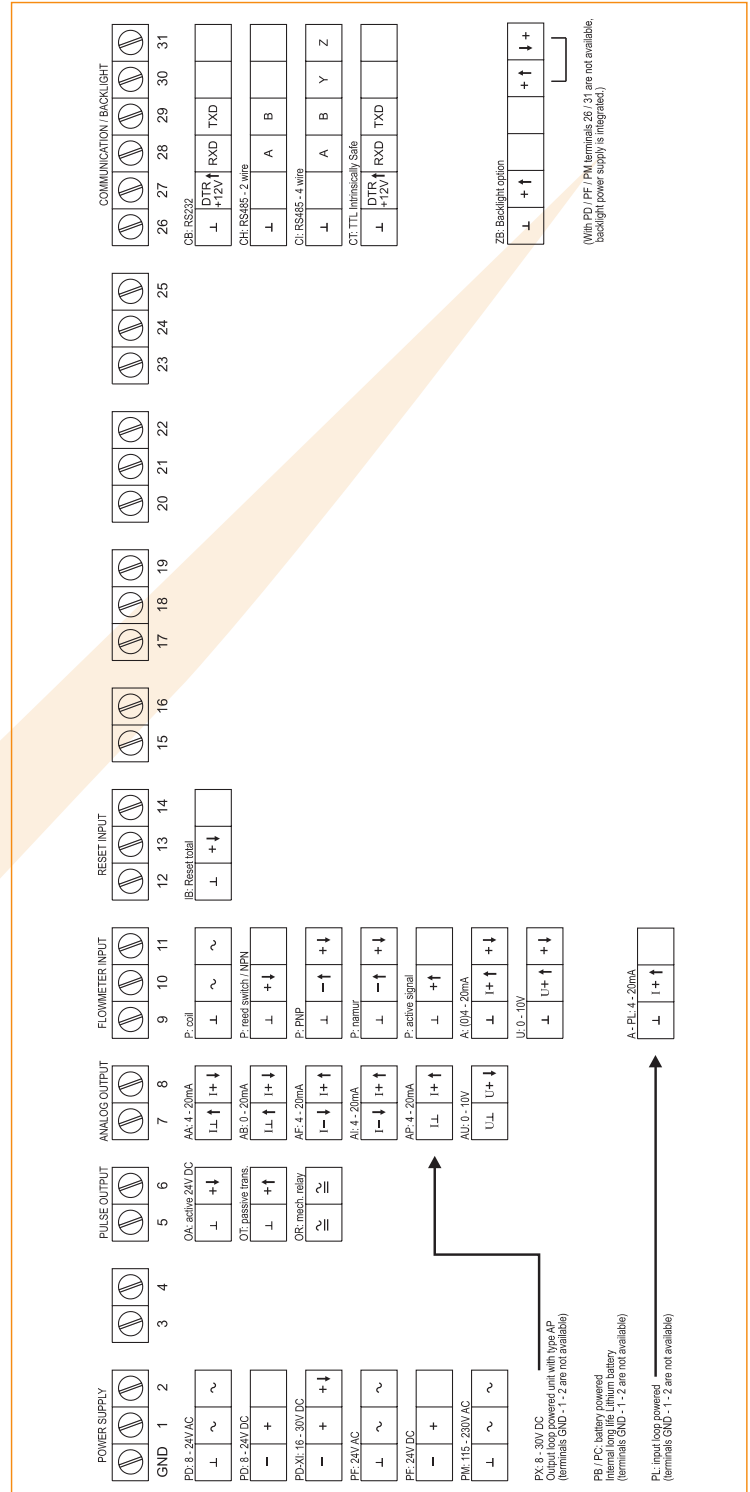 POWER SUPPLY
GND 1 2
PD: 8 - 24V AC
⊥ ~ ~
PD: 8 - 24V DC
− +
PD-XI: 16 - 30V DC
− + +↓
PF: 24V AC
⊥ ~ ~
PF: 24V DC
− +
PM: 115 - 230V AC
⊥ ~ ~
PX: 8 - 30V DC
Output loop powered unit with type AP
(terminals GND - 1 - 2 are not available)
PB / PC: battery powered
Internal long life Lithium battery
(terminals GND - 1 - 2 are not available)
PL: input loop powered
(terminals GND - 1 - 2 are not available)
3 4
PULSE OUTPUT
5 6
OA: active 24V DC
⊥ +↓
OT: passive trans.
⊥ +↑
OR: mech. relay
≂ ≂
ANALOG OUTPUT
7 8
AA: 4 - 20mA
I⊥↑ I+↓
AB: 0 - 20mA
I⊥↑ I+↓
AF: 4 - 20mA
I−↓ I+↑
AI: 4 - 20mA
I−↓ I+↑
AP: 4 - 20mA
I⊥ I+↑
AU: 0 - 10V
U⊥ U+↓
FLOWMETER INPUT
9 10 11
P: coil
⊥ ~ ~
P: reed switch / NPN
⊥ +↓
P: PNP
⊥ −↑ +↓
P: namur
⊥ −↑ +↓
P: active signal
⊥ +↑
A: (0)4 - 20mA
⊥ I+↑ +↓
U: 0 - 10V
⊥ U+↑ +↓
A - PL: 4 - 20mA
⊥ I+↑
RESET INPUT
12 13 14
IB: Reset total
⊥ +↓
15 16
17 18 19
20 21 22
23 24 25
COMMUNICATION / BACKLIGHT
26 27 28 29 30 31
CB: RS232
⊥ DTR +12V↑ RXD TXD
CH: RS485 - 2 wire
⊥ A B
CI: RS485 - 4 wire
⊥ A B Y Z
CT: TTL Intrinsically Safe
⊥ DTR +12V↑ RXD TXD
ZB: Backlight option
⊥ +↑ +↑ ↓+
(With PD / PF / PM terminals 26 / 31 are not available,
backlight power supply is integrated.)